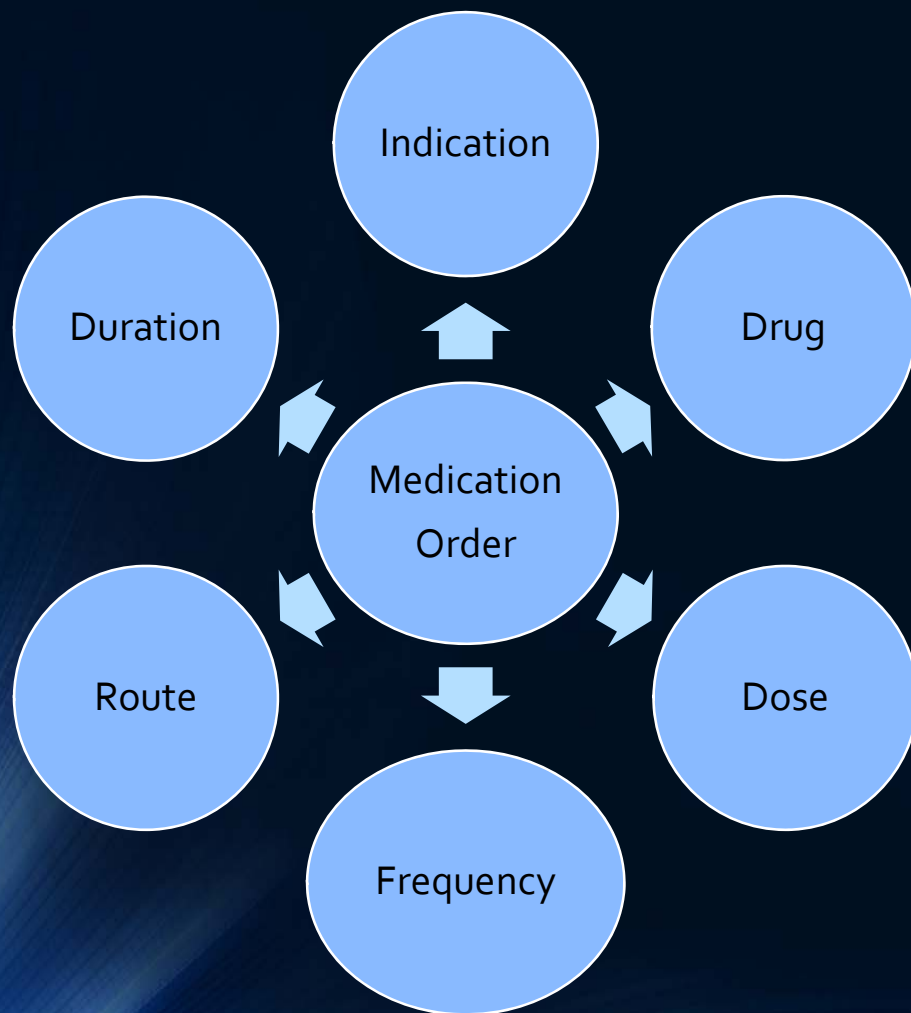 Indication
Duration
Drug
Medication
Order
Route
Dose
Frequency